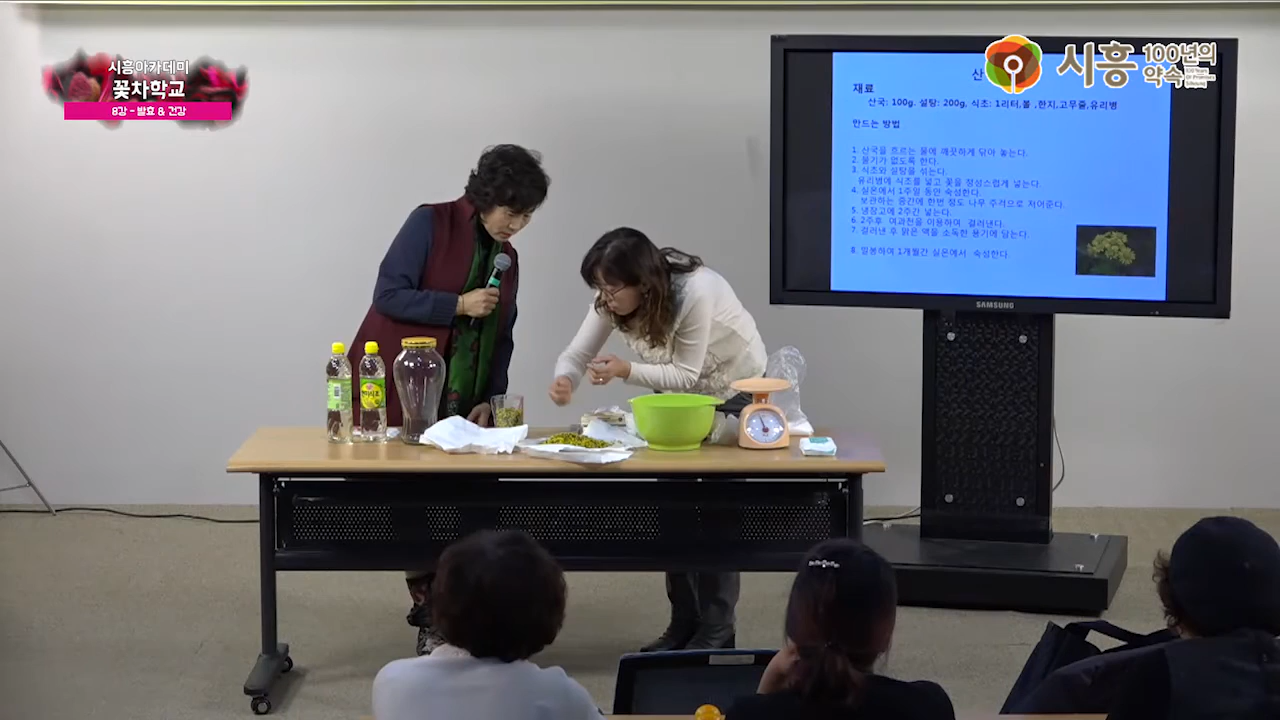 시흥아카데미
꽃차학교
8강 - 발효 & 건강
시흥 100년의
약속
산
재료
산국: 100g. 설탕: 200g, 식초: 1리터,볼 ,한지,고무줄,유리병
만드는 방법
1. 산국을 흐르는 물에 깨끗하게 닦아 놓는다.
2. 물기가 없도록 한다.
3. 식초와 설탕을 섞는다.
유리병에 식초를 넣고 꽃을 정성스럽게 넣는다.
4. 실온에서 1주일 동안 숙성한다.
보관하는 중간에 한번 정도 나무 주걱으로 저어준다.
5. 냉장고에 2주간 넣는다.
6. 2주후 여과천을 이용하여 걸러낸다.
7. 걸러낸 후 맑은 액을 소독한 용기에 담는다.
8. 밀봉하여 1개월간 실온에서 숙성한다.
SAMSUNG